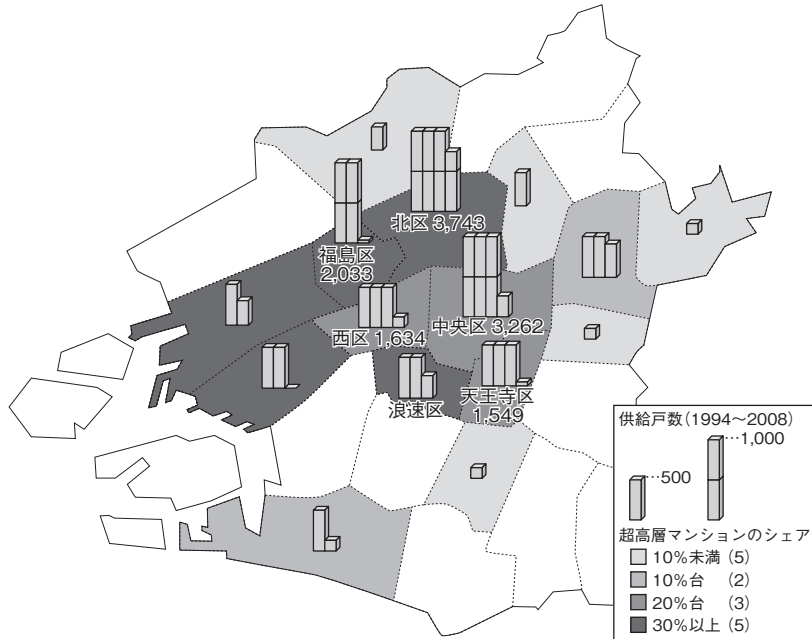 北区 3,743
福島区
2,033
中央区 3,262
西区 1,634
天王寺区
1,549
浪速区
供給戸数(1994〜2008)
1,000
500
超高層マンションのシェア
10%未満 (5)
10%台 (2)
20%台 (3)
30%以上 (5)